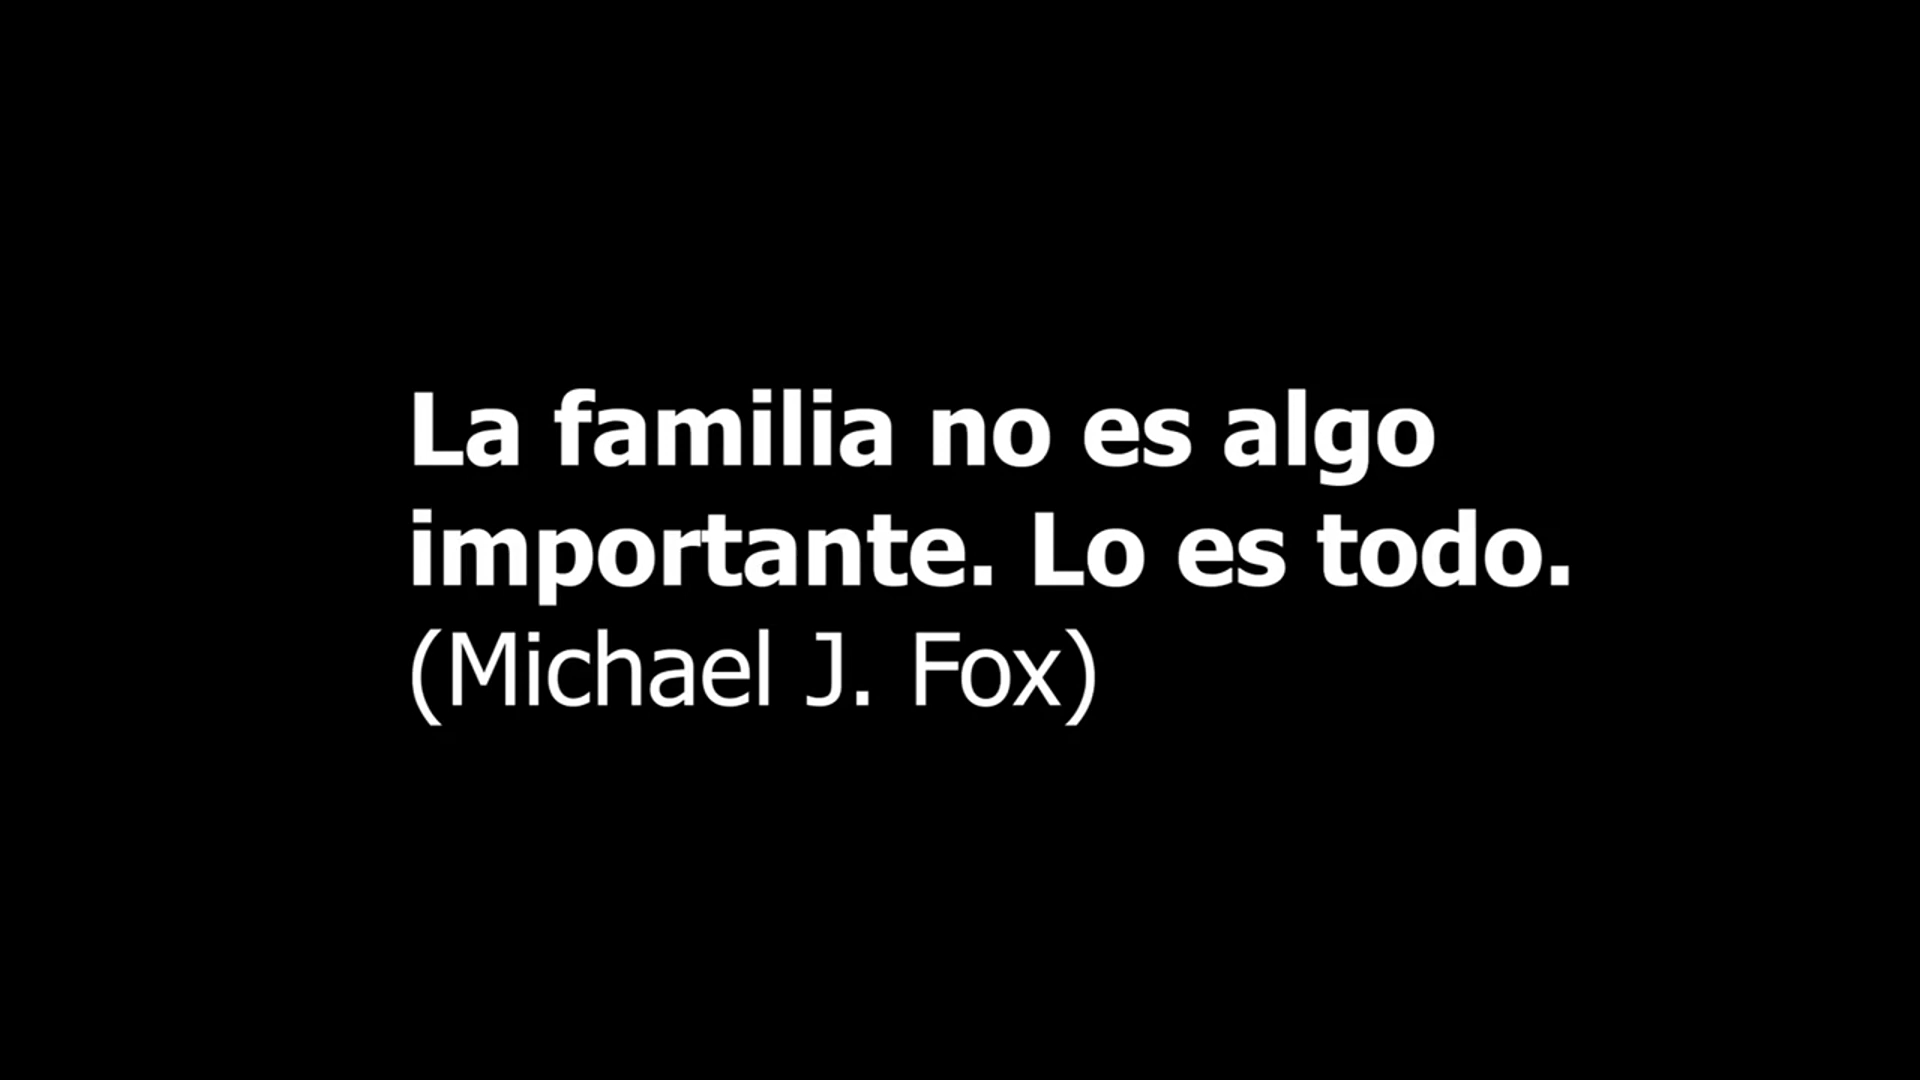 La familia no es algo
importante. Lo es todo.
(Michael J. Fox)